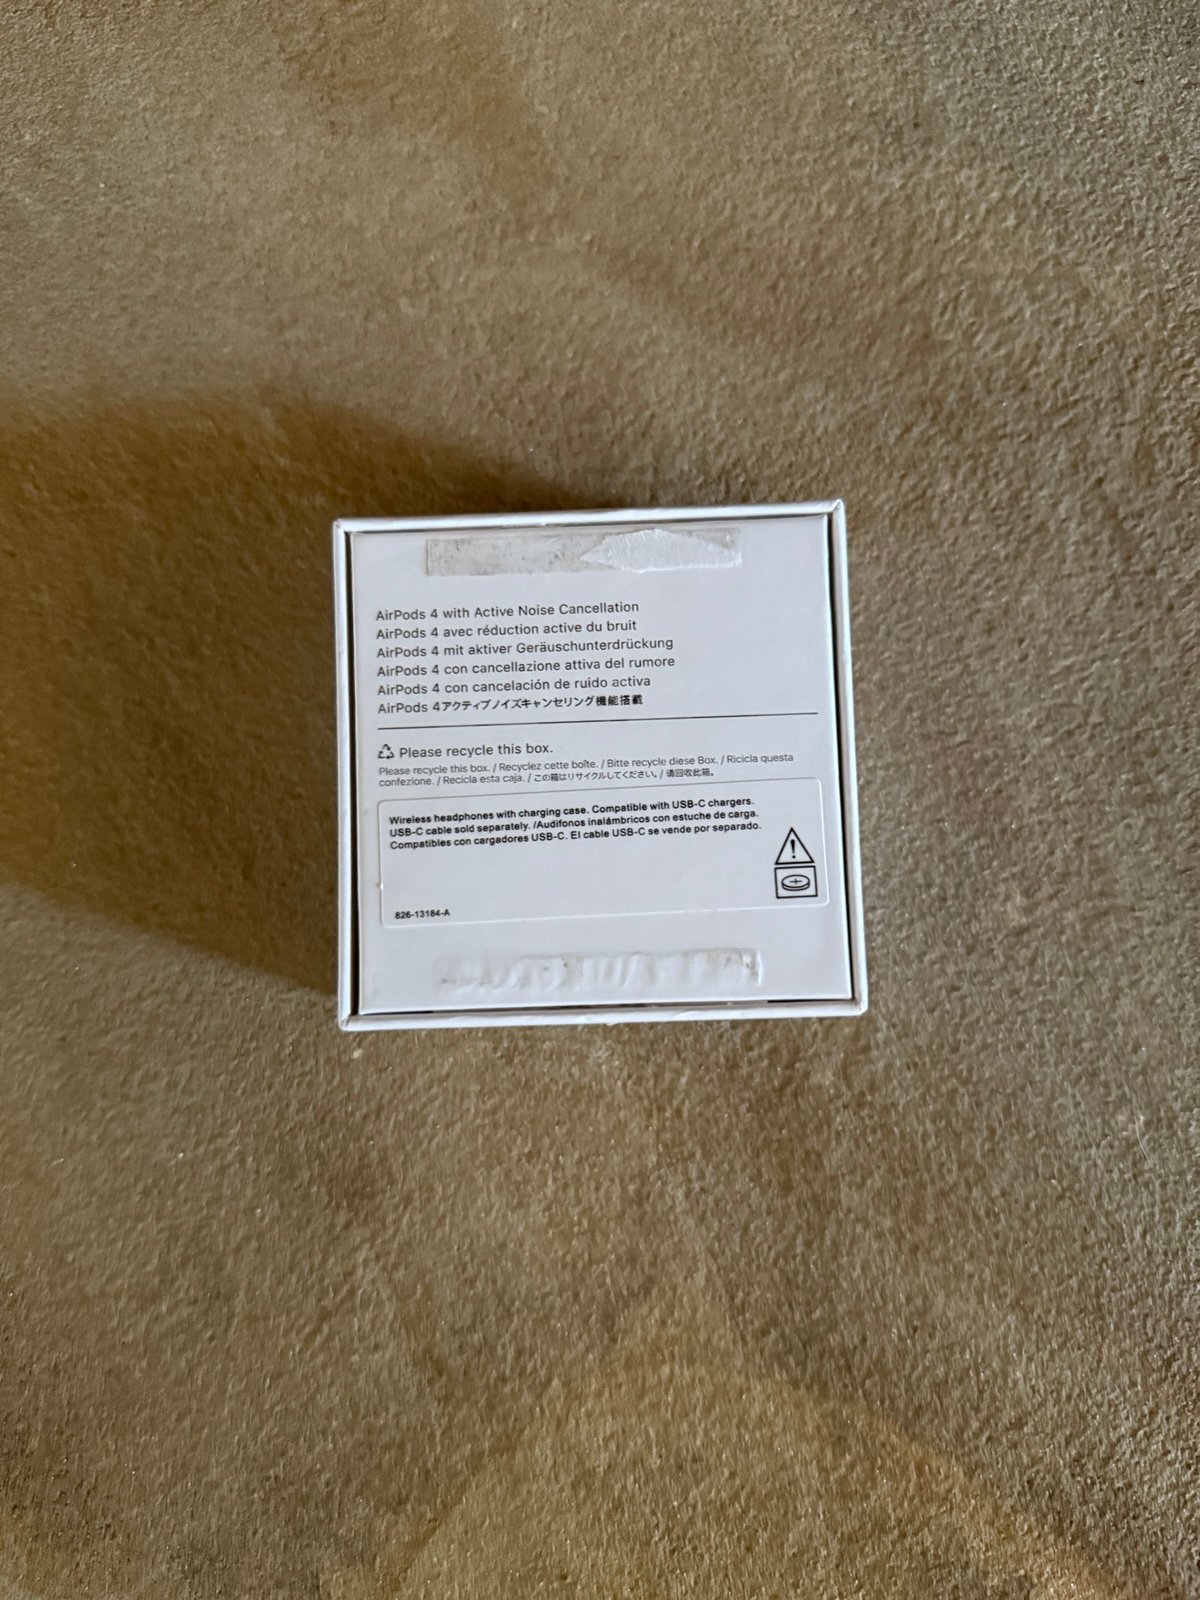 AirPods 4 with Active Noise Cancellation
AirPods 4 avec réduction active du bruit
AirPods 4 mit aktiver Geräuschunterdrückung
AirPods 4 con cancellazione attiva del rumore
AirPods 4 con cancelación de ruido activa
AirPods 4アクティブノイズキャンセリング機能搭載
Please recycle this box.
Please recycle this box. / Recyclez cette boîte. / Bitte recycle diese Box. / Ricicla questa
confezione. / Recicla esta caja. / この箱はリサイクルしてください。/ 请回收此箱。
Wireless headphones with charging case. Compatible with USB-C chargers.
USB-C cable sold separately. /Audífonos inalámbricos con estuche de carga.
Compatibles con cargadores USB-C. El cable USB-C se vende por separado.
826-13184-A